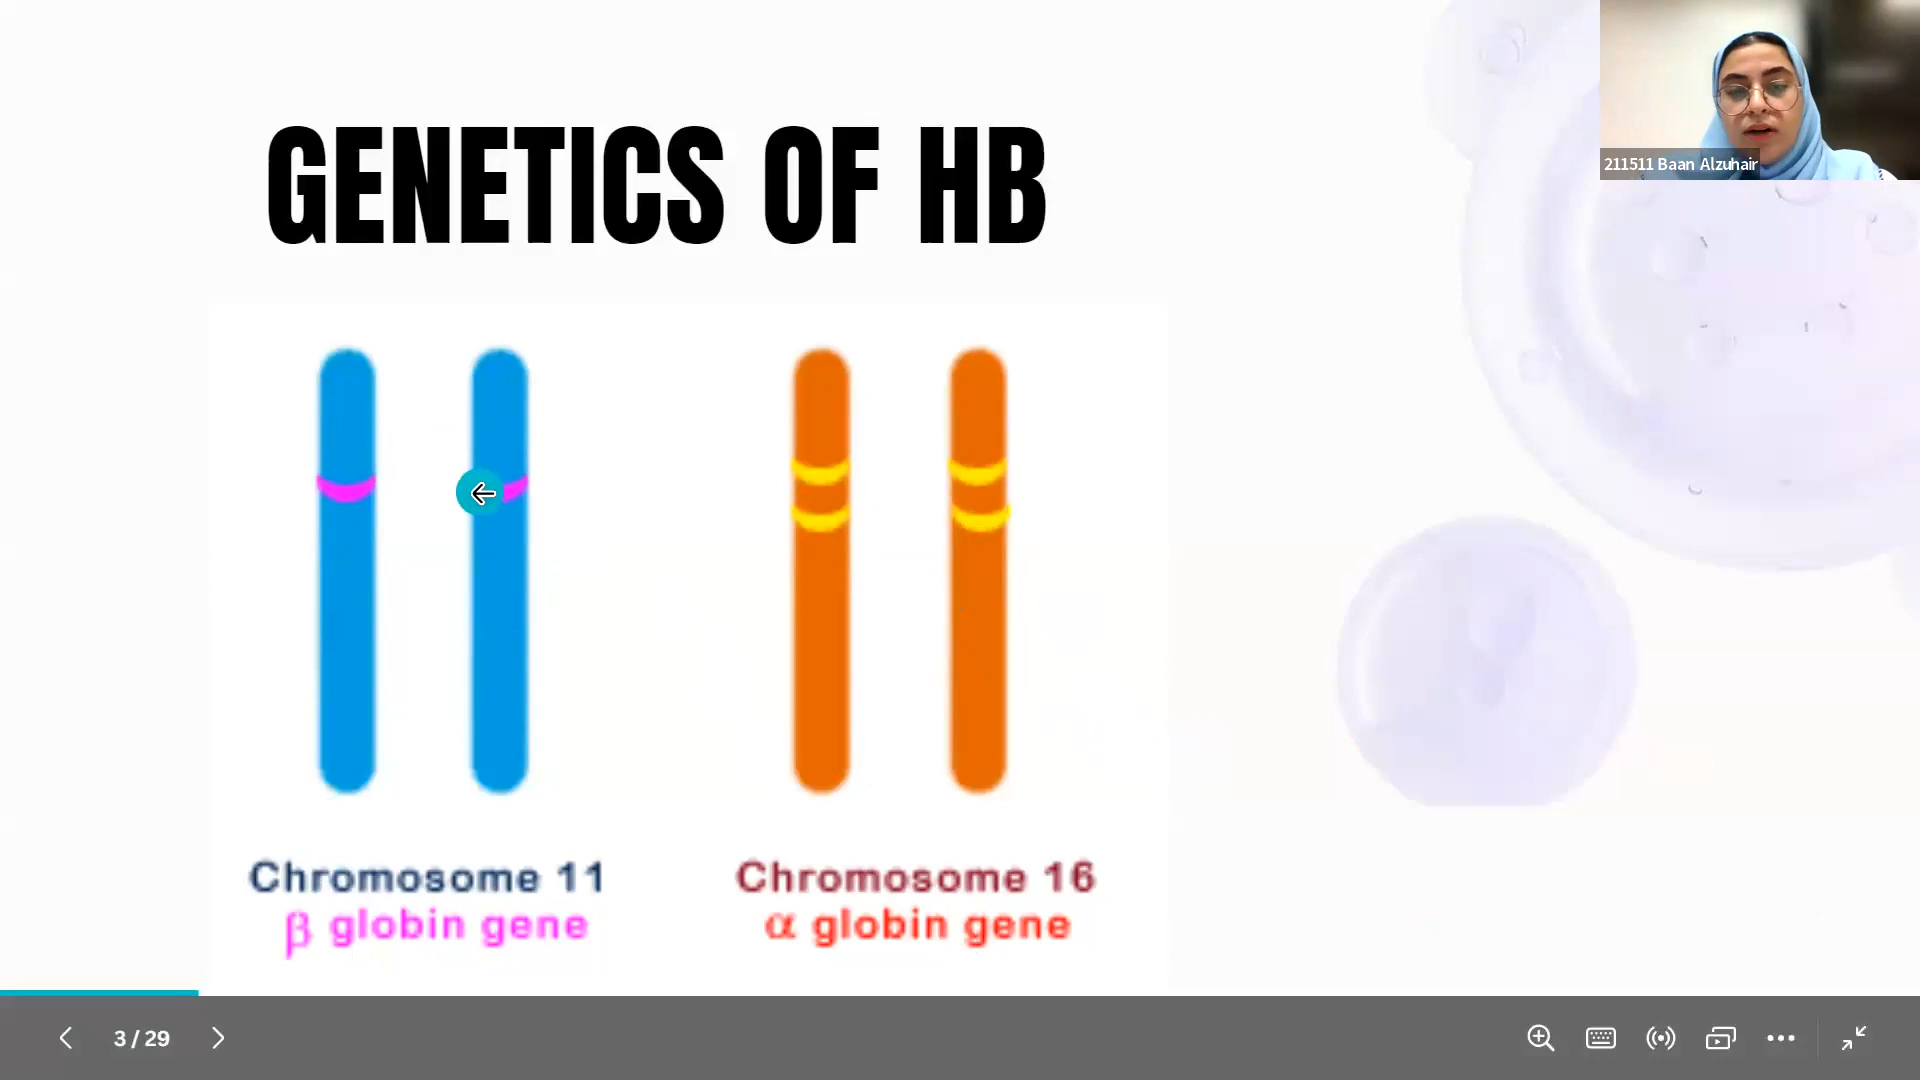 GENETICS OF HB
211511 Baan Alzuhair
Chromosome 11
β globin gene
Chromosome 16
α globin gene
3 / 29